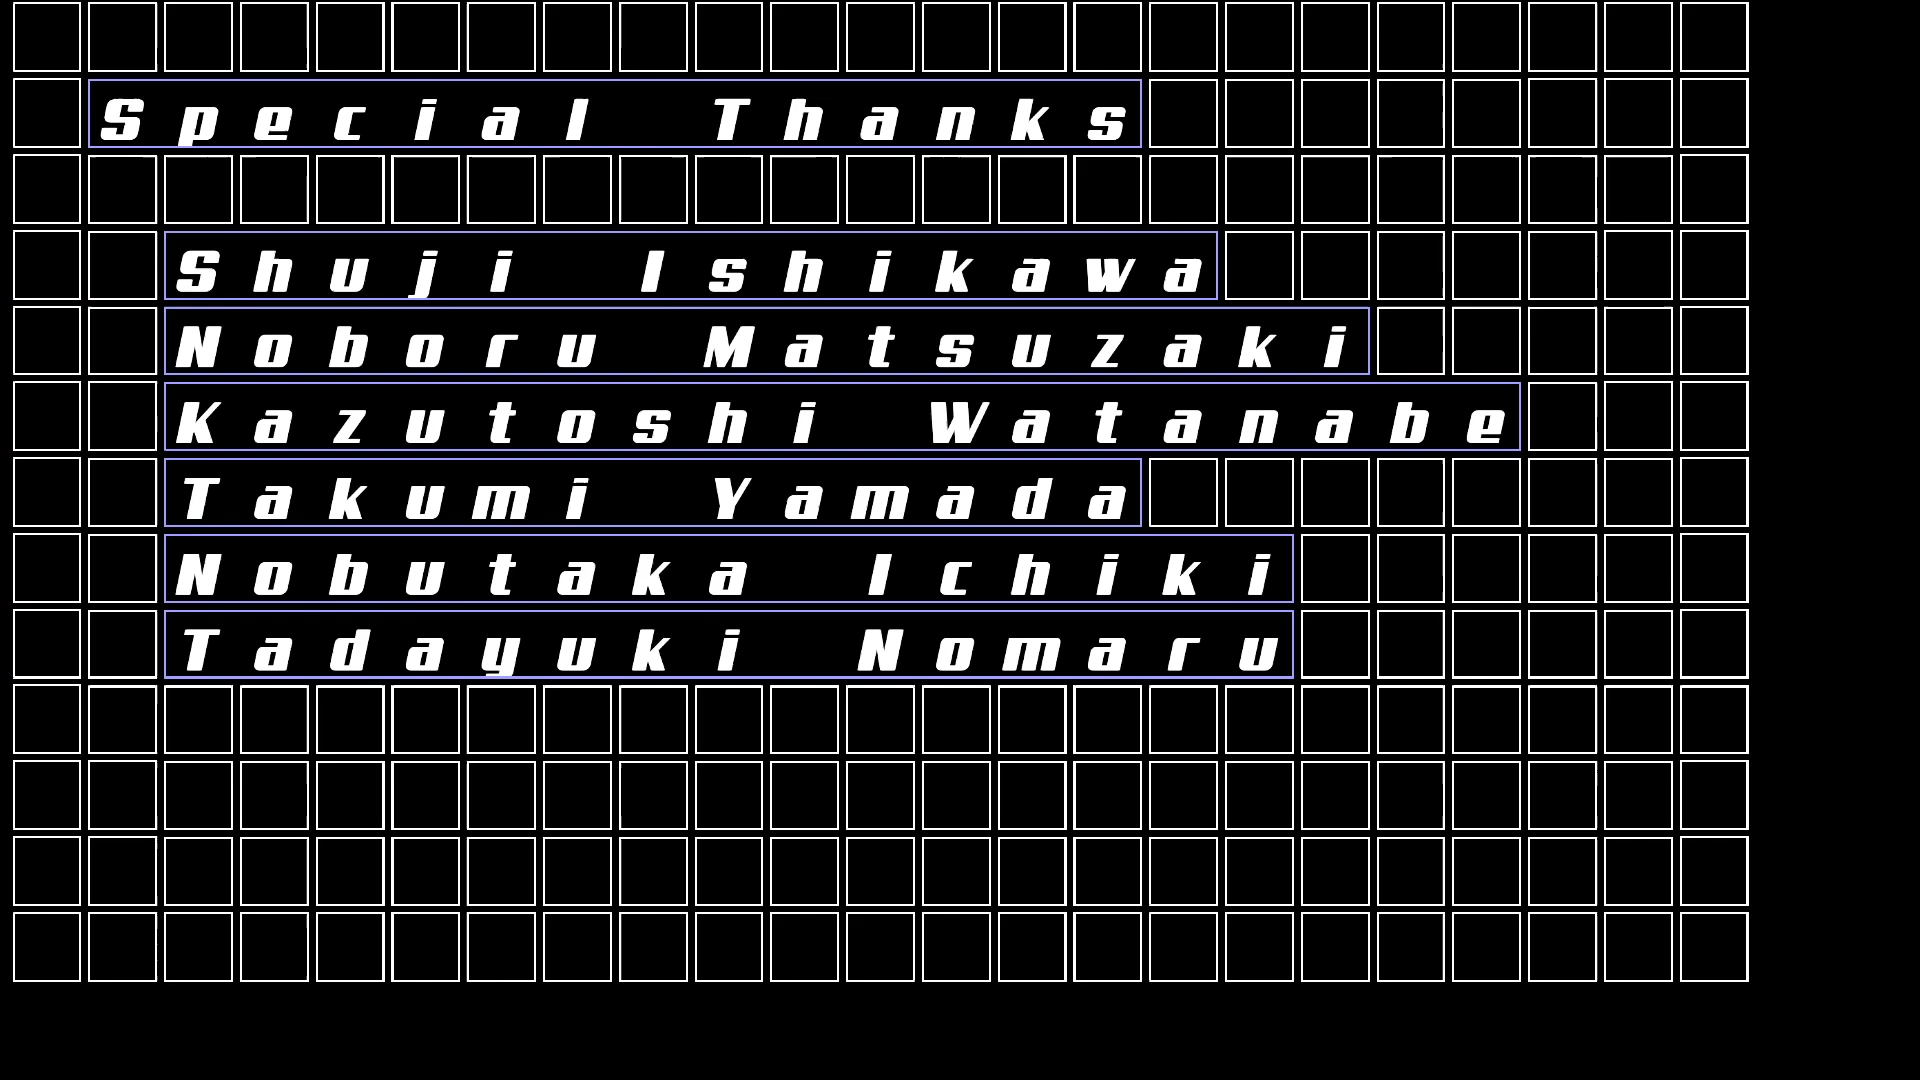 Special Thanks
Shuji Ishikawa
Noboru Matsuzaki
Kazutoshi Watanabe
Takumi Yamada
Nobutaka Ichiki
Tadayuki Nomaru